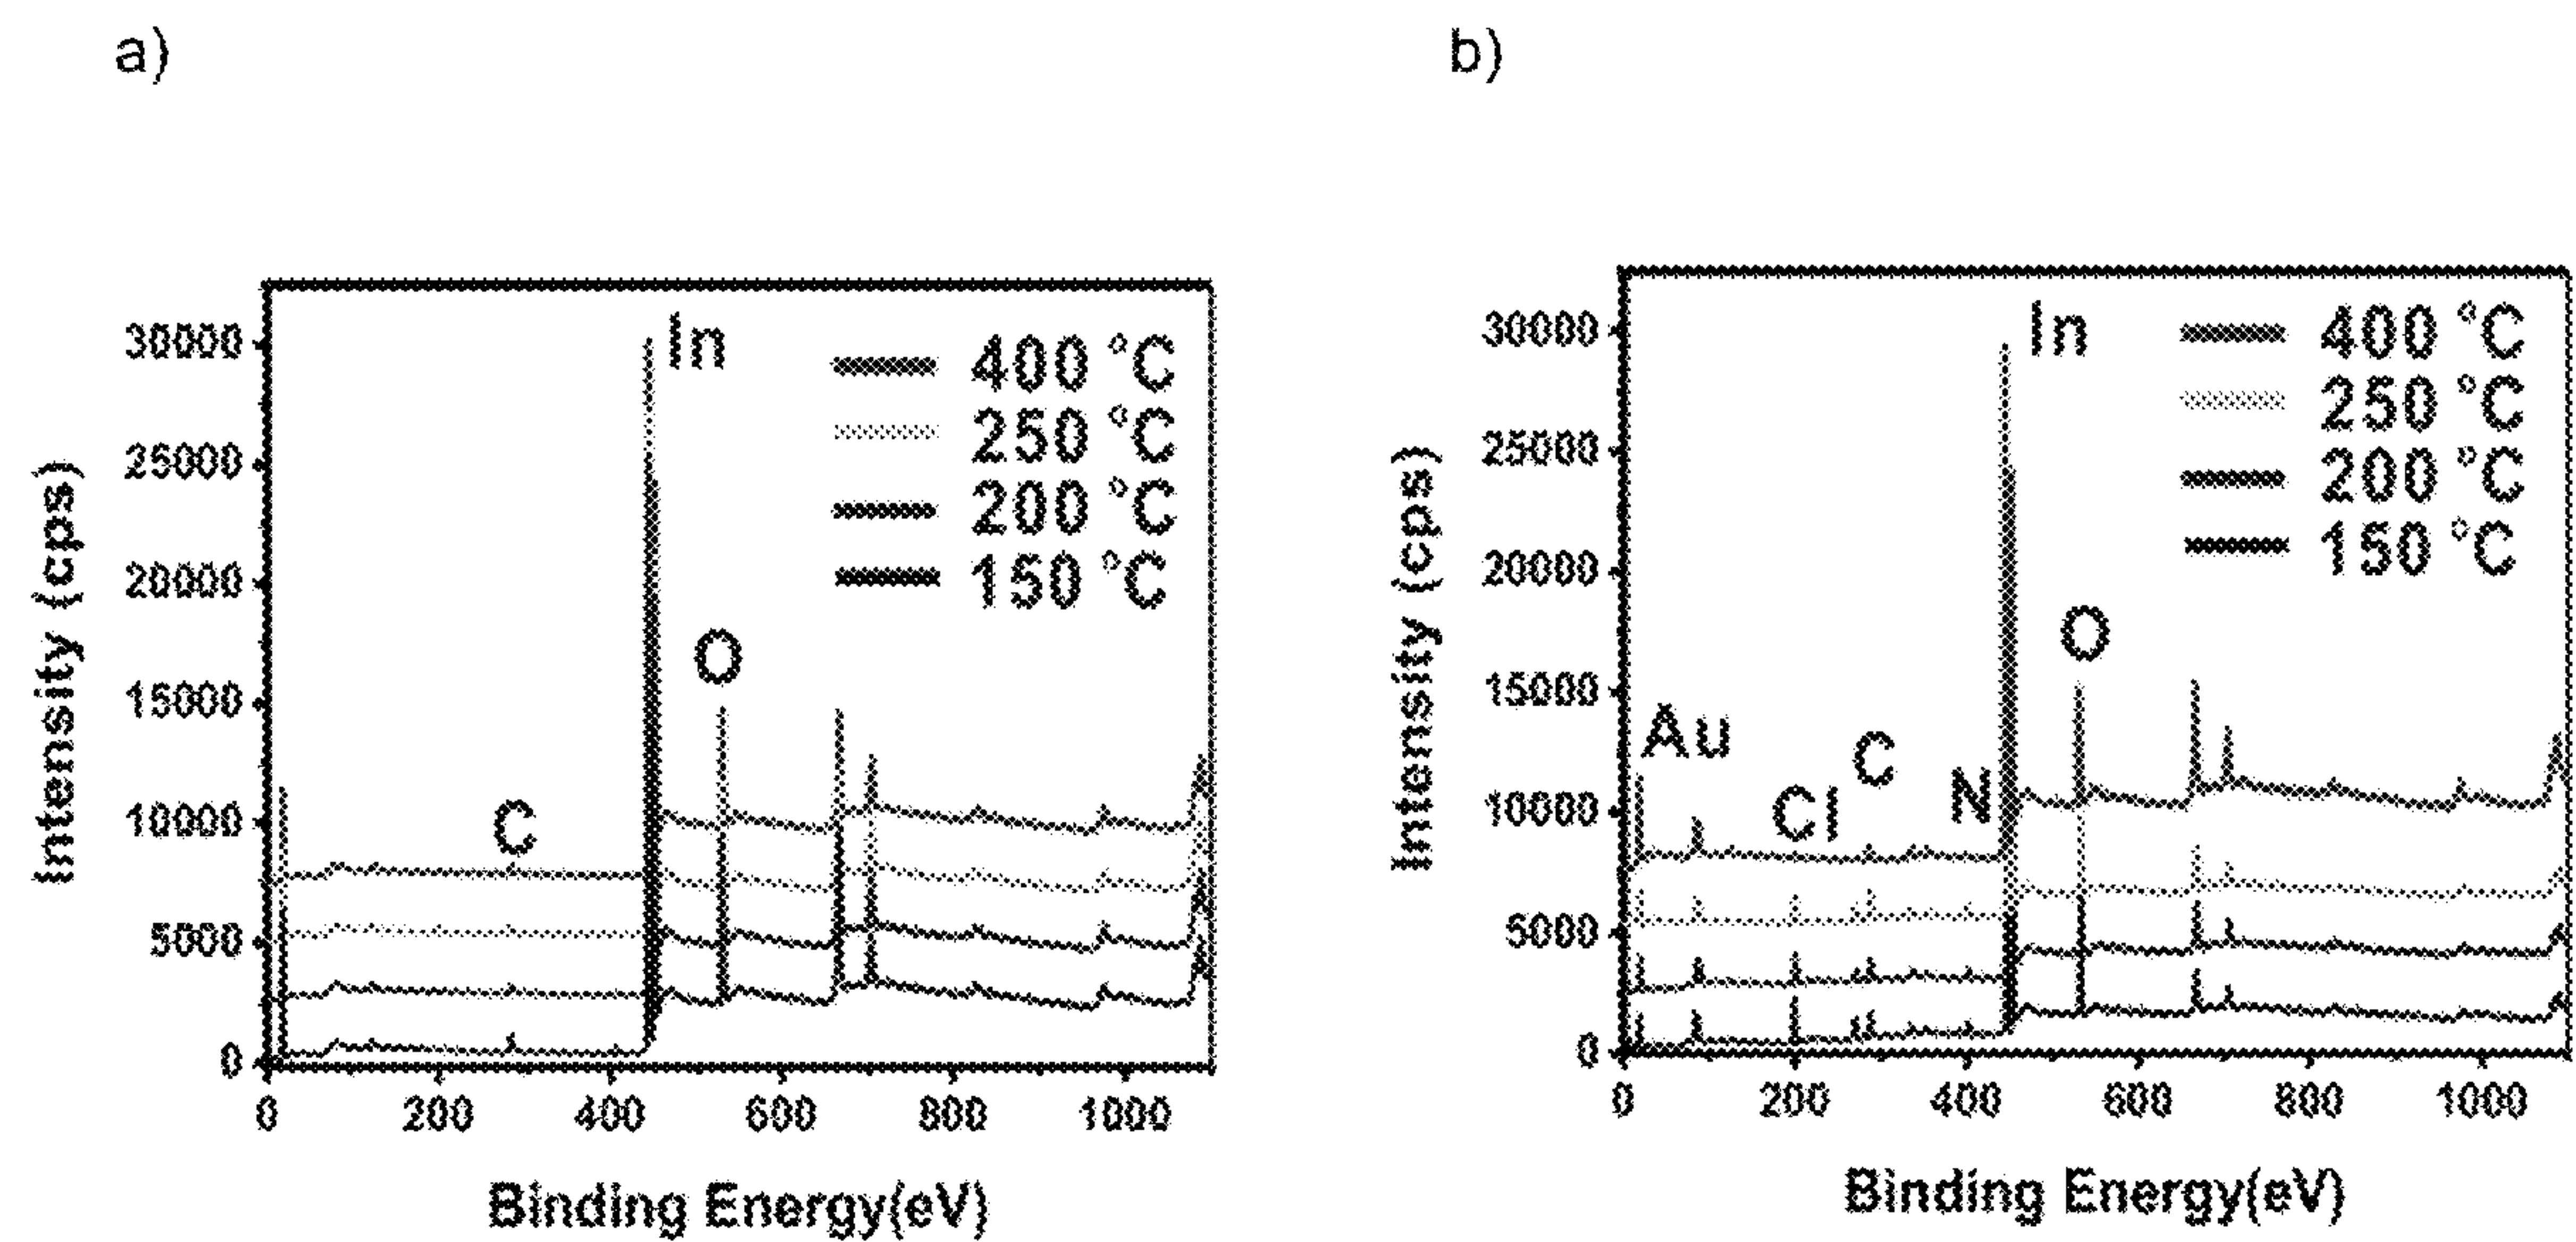 a)
b)
Intensity (cps)
30000
25000
20000
15000
10000
5000
0
In
O
C
400 °C
250 °C
200 °C
150 °C
0 200 400 600 800 1000
Binding Energy(eV)
Intensity (cps)
30000
25000
20000
15000
10000
5000
0
Au
Cl
C
N
In
O
400 °C
250 °C
200 °C
150 °C
0 200 400 600 800 1000
Binding Energy(eV)